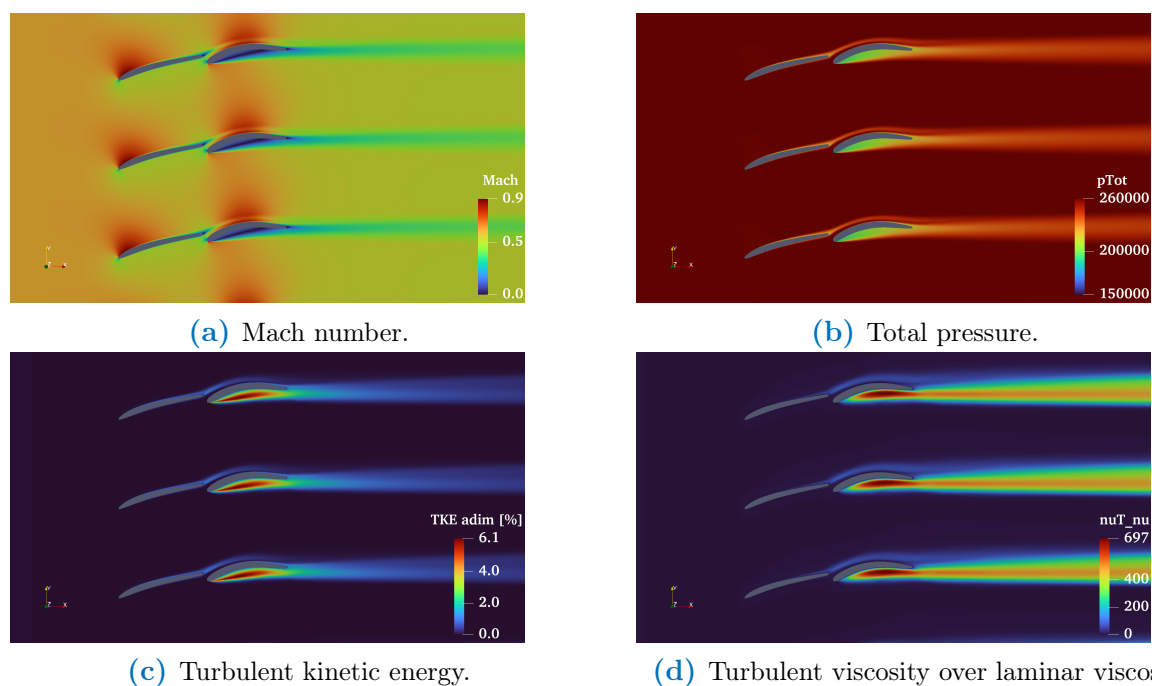 Mach
0.9
0.5
0.0
Y
Z
X
(a) Mach number.
pTot
260000
200000
150000
Y
Z
X
(b) Total pressure.
TKE adim [%]
6.1
4.0
2.0
0.0
Y
Z
X
(c) Turbulent kinetic energy.
nuT_nu
697
400
200
0
Y
Z
X
(d) Turbulent viscosity over laminar viscos